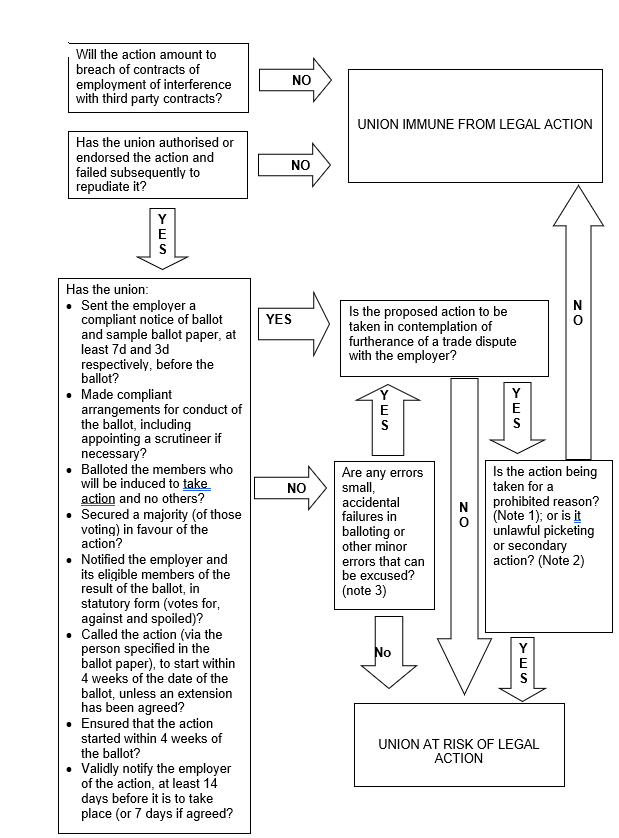 Will the action amount to
breach of contracts of
employment of interference
with third party contracts?
NO
UNION IMMUNE FROM LEGAL ACTION
Has the union authorised or
endorsed the action and
failed subsequently to
repudiate it?
NO
Y
E
S
Has the union:
• Sent the employer a
compliant notice of ballot
and sample ballot paper, at
least 7d and 3d
respectively, before the
ballot?
• Made compliant
arrangements for conduct of
the ballot, including
appointing a scrutineer if
necessary?
• Balloted the members who
will be induced to take
action and no others?
• Secured a majority (of those
voting) in favour of the
action?
• Notified the employer and
its eligible members of the
result of the ballot, in
statutory form (votes for,
against and spoiled)?
• Called the action (via the
person specified in the
ballot paper), to start within
4 weeks of the date of the
ballot, unless an extension
has been agreed?
• Ensured that the action
started within 4 weeks of
the ballot?
• Validly notify the employer
of the action, at least 14
days before it is to take
place (or 7 days if agreed?
YES
Is the proposed action to be
taken in contemplation of
furtherance of a trade dispute
with the employer?
N
O
Y
E
S
Y
E
S
NO
Are any errors
small,
accidental
failures in
balloting or
other minor
errors that can
be excused?
(note 3)
N
O
Is the action being
taken for a
prohibited reason?
(Note 1); or is it
unlawful picketing
or secondary
action? (Note 2)
No
Y
E
S
UNION AT RISK OF LEGAL
ACTION